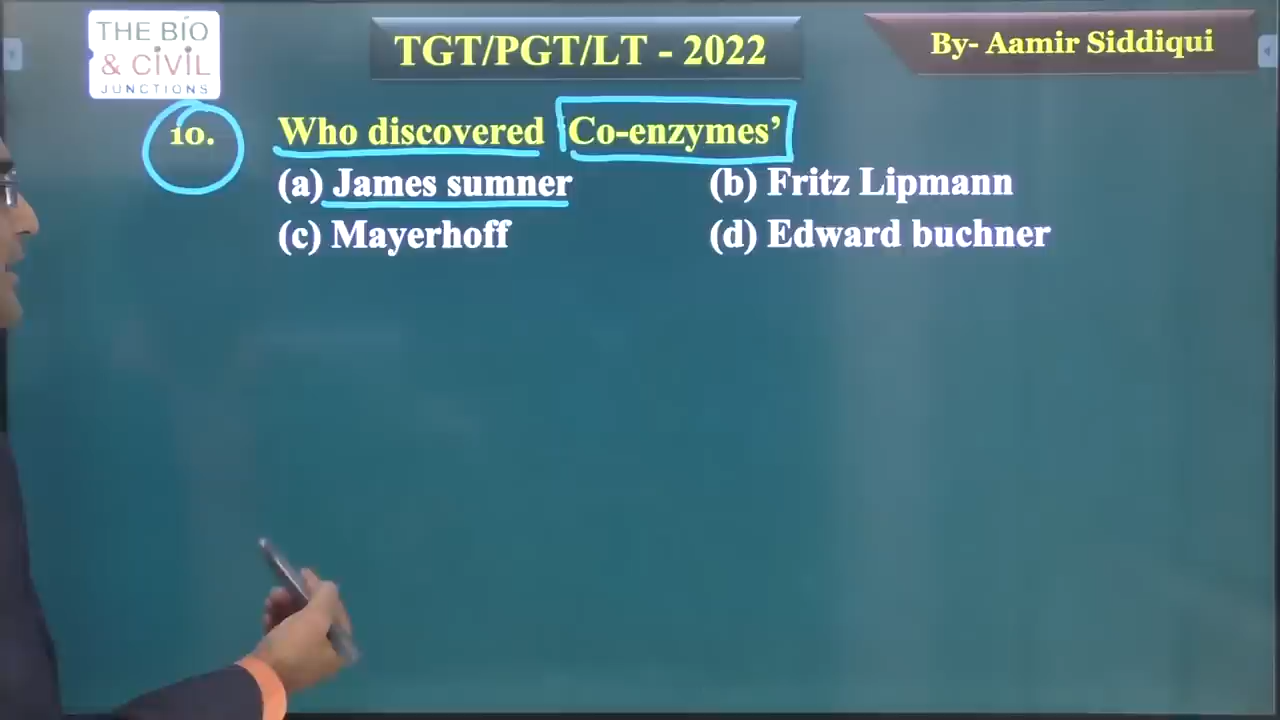 THE BIO
& CIVIL
JUNCTIONS
TGT/PGT/LT - 2022
By- Aamir Siddiqui
10. Who discovered 'Co-enzymes'
(a) James sumner (b) Fritz Lipmann
(c) Mayerhoff (d) Edward buchner